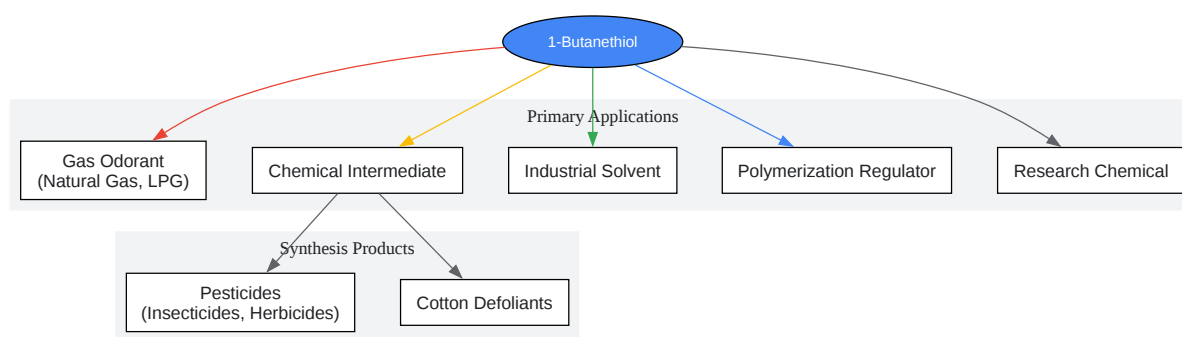 1-Butanethiol
Primary Applications
Gas Odorant
(Natural Gas, LPG)
Chemical Intermediate
Industrial Solvent
Polymerization Regulator
Research Chemical
Synthesis Products
Pesticides
(Insecticides, Herbicides)
Cotton Defoliants